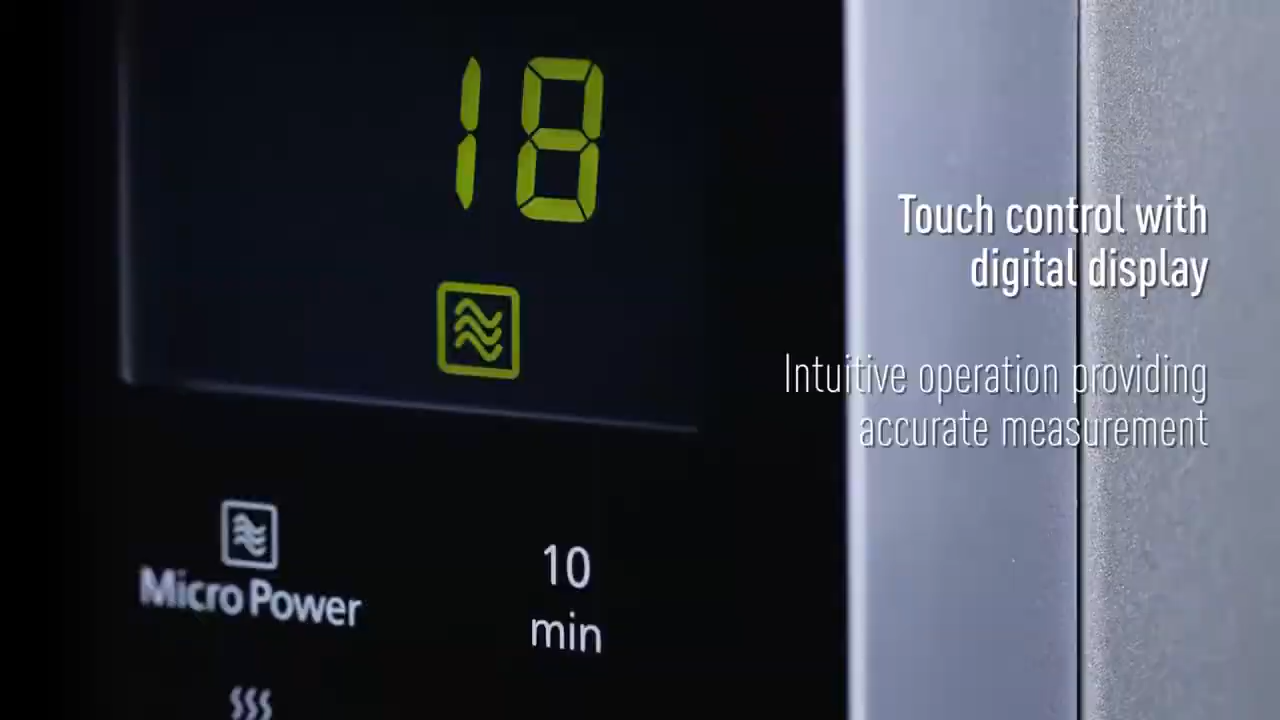 18
Touch control with
digital display
Intuitive operation providing
accurate measurement
Micro Power
10
min